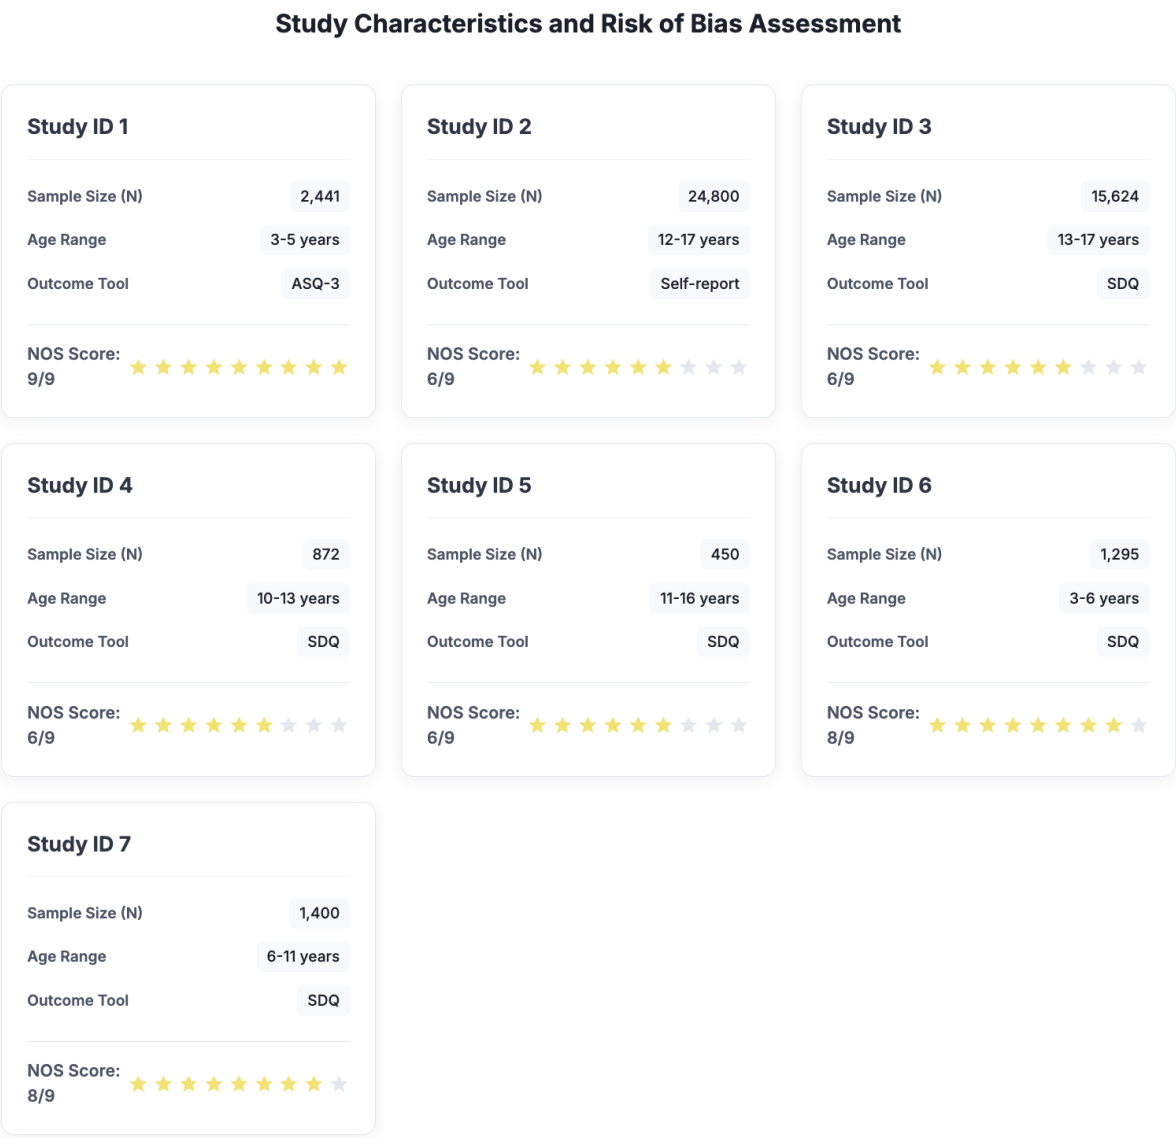 Study Characteristics and Risk of Bias Assessment
Study ID 1
Sample Size (N) 2,441
Age Range 3-5 years
Outcome Tool ASQ-3
NOS Score:
9/9
Study ID 2
Sample Size (N) 24,800
Age Range 12-17 years
Outcome Tool Self-report
NOS Score:
6/9
Study ID 3
Sample Size (N) 15,624
Age Range 13-17 years
Outcome Tool SDQ
NOS Score:
6/9
Study ID 4
Sample Size (N) 872
Age Range 10-13 years
Outcome Tool SDQ
NOS Score:
6/9
Study ID 5
Sample Size (N) 450
Age Range 11-16 years
Outcome Tool SDQ
NOS Score:
6/9
Study ID 6
Sample Size (N) 1,295
Age Range 3-6 years
Outcome Tool SDQ
NOS Score:
8/9
Study ID 7
Sample Size (N) 1,400
Age Range 6-11 years
Outcome Tool SDQ
NOS Score:
8/9